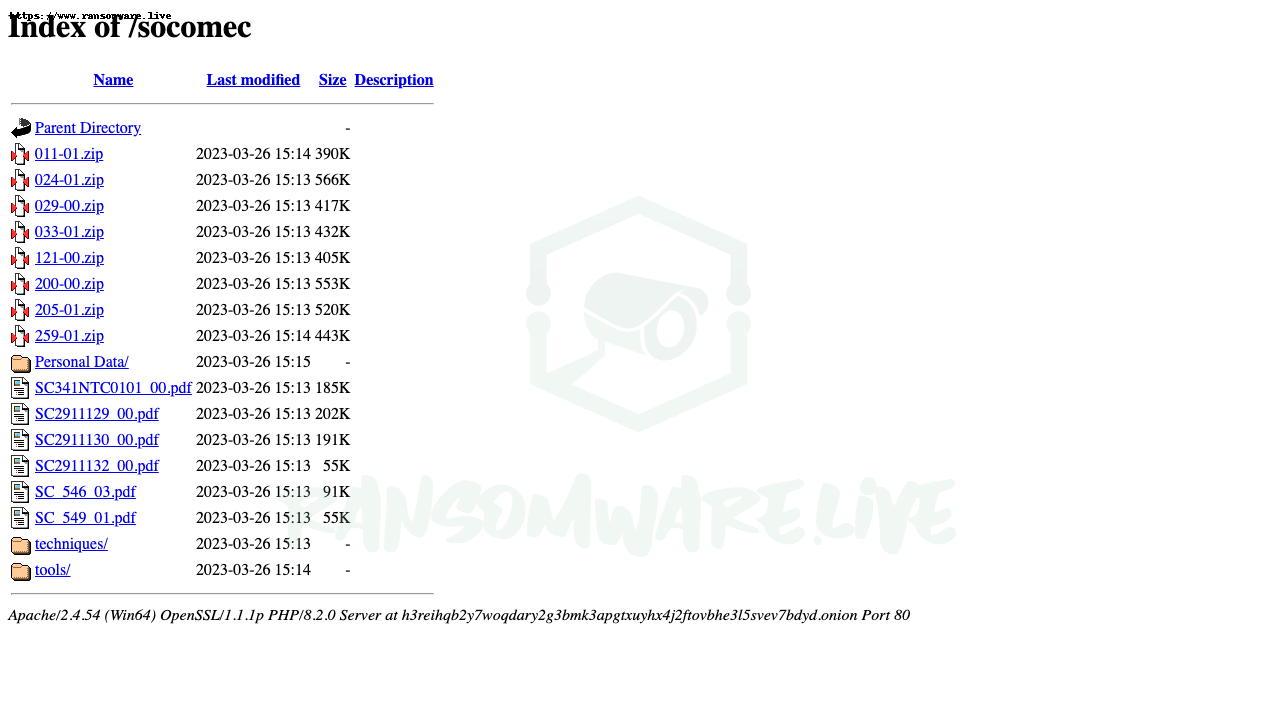 https://www.ransomware.live
Index of /socomec
Name Last modified Size Description
Parent Directory -
011-01.zip 2023-03-26 15:14 390K
024-01.zip 2023-03-26 15:13 566K
029-00.zip 2023-03-26 15:13 417K
033-01.zip 2023-03-26 15:13 432K
121-00.zip 2023-03-26 15:13 405K
200-00.zip 2023-03-26 15:13 553K
205-01.zip 2023-03-26 15:13 520K
259-01.zip 2023-03-26 15:14 443K
Personal Data/ 2023-03-26 15:15 -
SC341NTC0101_00.pdf 2023-03-26 15:13 185K
SC2911129_00.pdf 2023-03-26 15:13 202K
SC2911130_00.pdf 2023-03-26 15:13 191K
SC2911132_00.pdf 2023-03-26 15:13 55K
SC_546_03.pdf 2023-03-26 15:13 91K
SC_549_01.pdf 2023-03-26 15:13 55K
techniques/ 2023-03-26 15:13 -
tools/ 2023-03-26 15:14 -
RANSOMWARE.LIVE
Apache/2.4.54 (Win64) OpenSSL/1.1.1p PHP/8.2.0 Server at h3reihqb2y7woqdary2g3bmk3apgtxuyhx4j2ftovbhe3l5svev7bdyd.onion Port 80